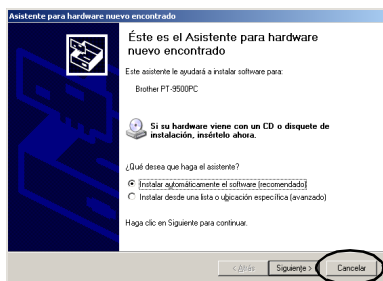 Asistente para hardware nuevo encontrado
Éste es el Asistente para hardware
nuevo encontrado
Este asistente le ayudará a instalar software para:
Brother PT-9500PC
Si su hardware viene con un CD o disquete de
instalación, insértelo ahora.
¿Qué desea que haga el asistente?
Instalar automáticamente el software (recomendado)
Instalar desde una lista o ubicación específica (avanzado)
Haga clic en Siguiente para continuar.
< Atrás Siguiente > Cancelar